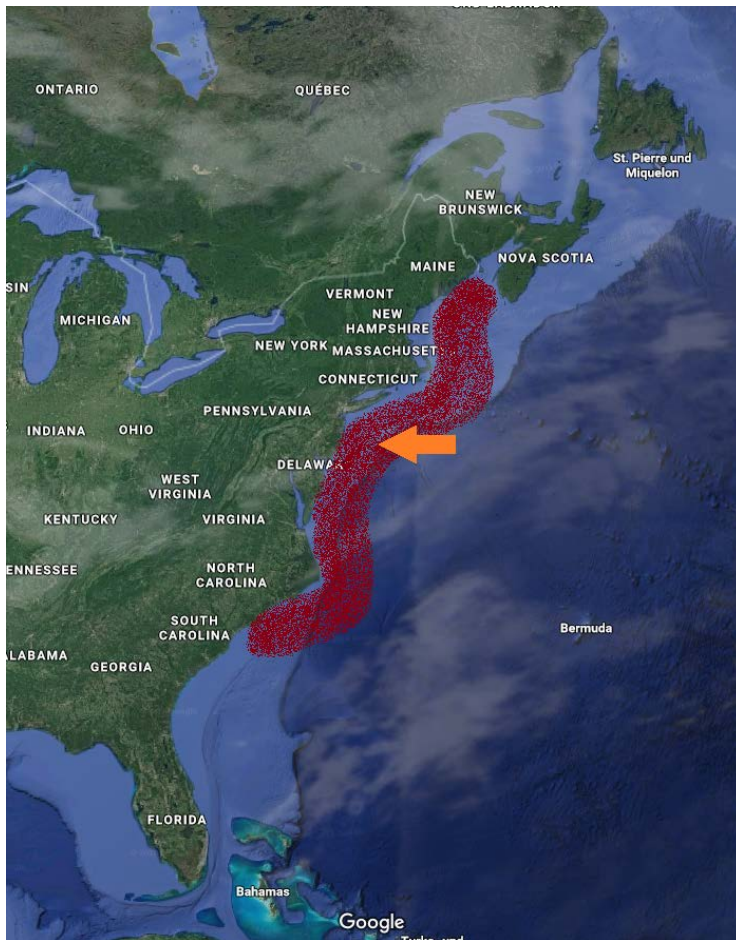 ONTARIO
QUÉBEC
St. Pierre und
Miquelon
NEW
BRUNSWICK
NOVA SCOTIA
MAINE
SIN
VERMONT
MICHIGAN
NEW
HAMPSHIRE
NEW YORK
MASSACHUSET
CONNECTICUT
PENNSYLVANIA
INDIANA
OHIO
DELAWA
WEST
VIRGINIA
KENTUCKY
VIRGINIA
ENNESSEE
NORTH
CAROLINA
SOUTH
CAROLINA
Bermuda
ALABAMA
GEORGIA
FLORIDA
Bahamas
Google